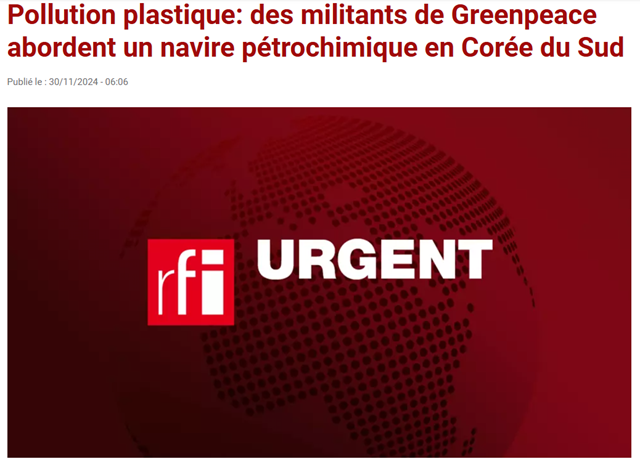 Pollution plastique: des militants de Greenpeace
abordent un navire pétrochimique en Corée du Sud
Publié le : 30/11/2024 - 06:06
rfi
URGENT